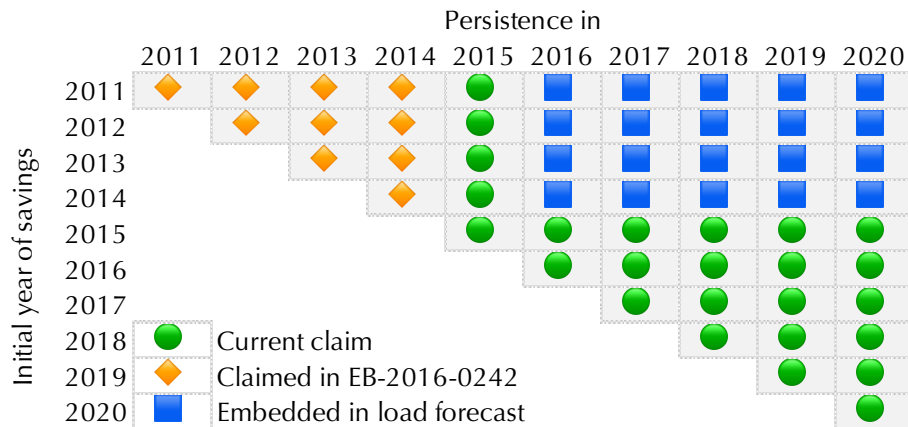 Persistence in
2011 2012 2013 2014 2015 2016 2017 2018 2019 2020
Initial year of savings
2011
2012
2013
2014
2015
2016
2017
2018 Current claim
2019 Claimed in EB-2016-0242
2020 Embedded in load forecast